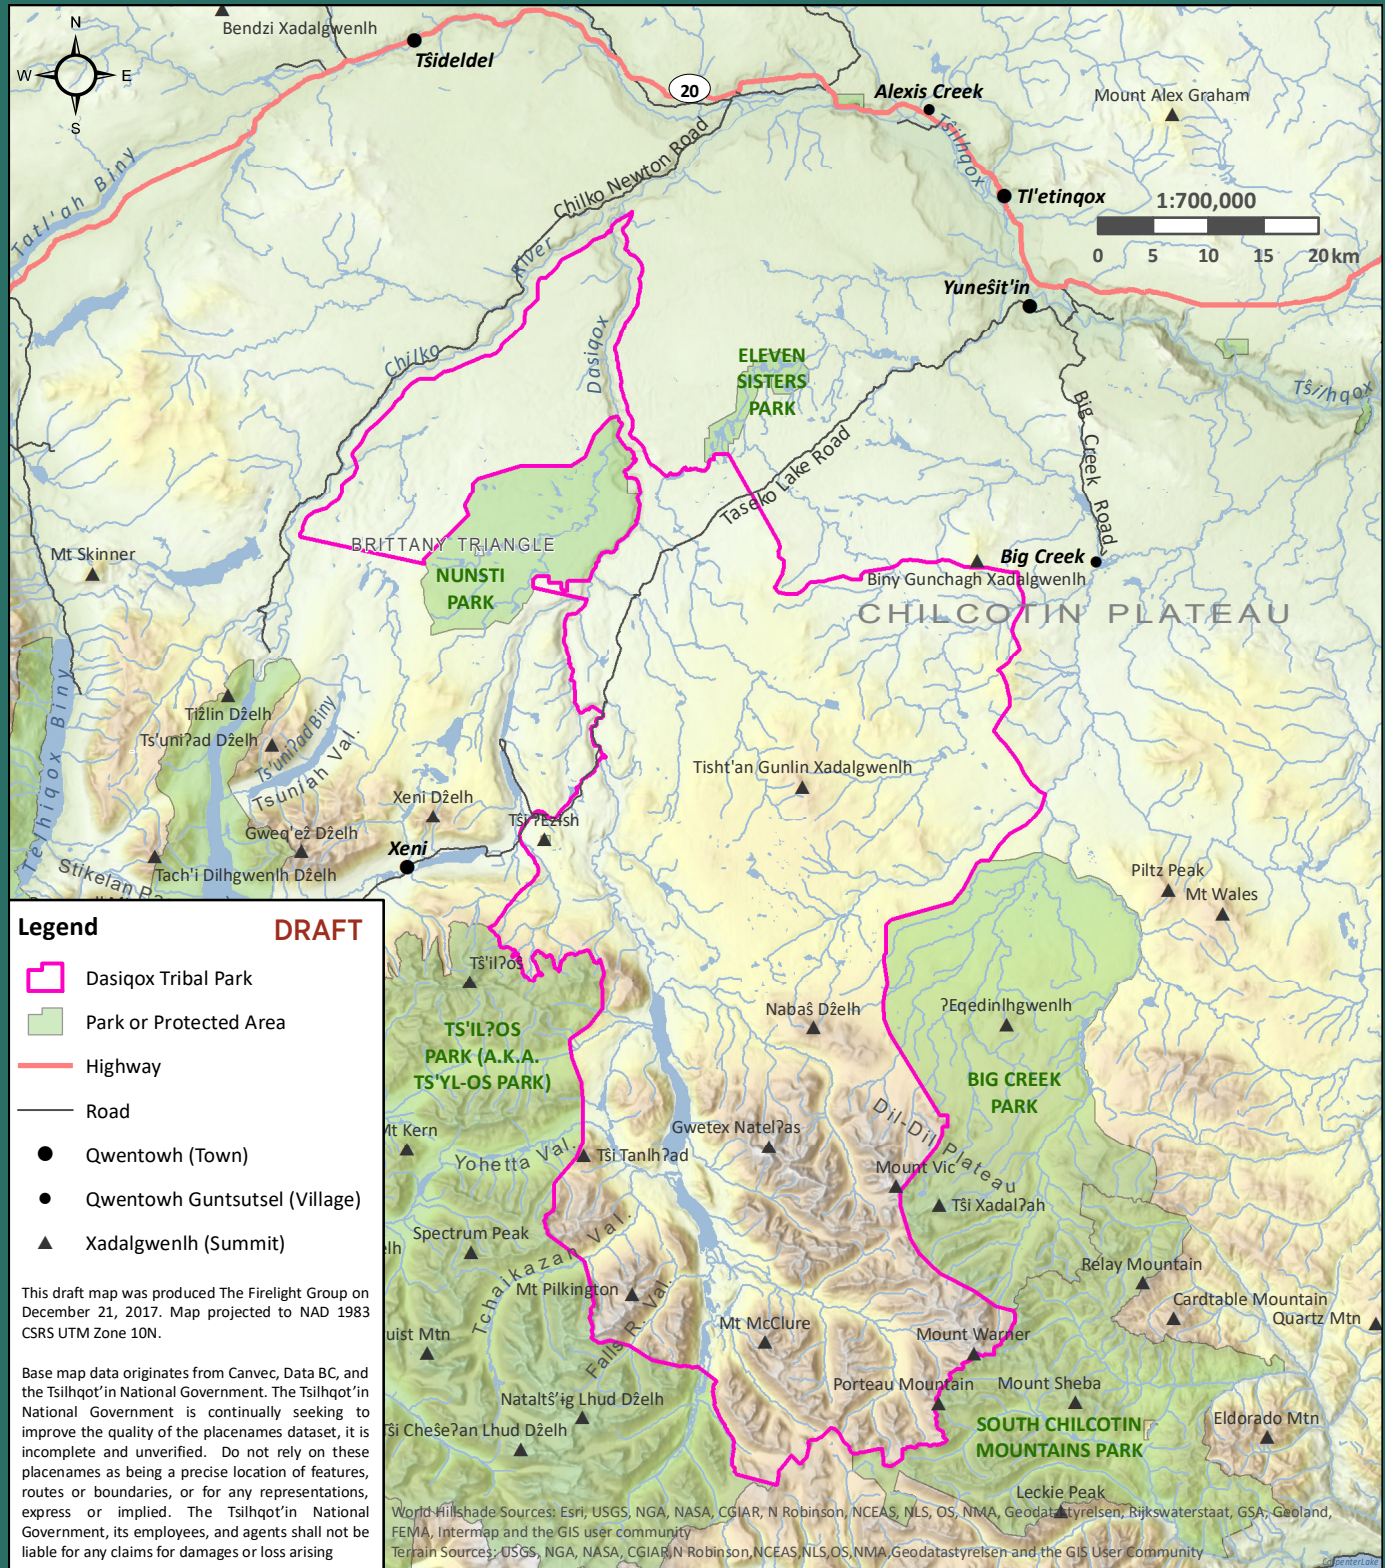 Bendzi Xadalgwenlh
N
W
E
S
Tŝideldel
20
Alexis Creek
Mount Alex Graham
Tŝilhqox
Tatl'ah Biny
Chilko Newton Road
Tl'etinqox
1:700,000
0 5 10 15 20 km
River
Yuneŝit'in
Chilko
Dasiqox
ELEVEN
SISTERS
PARK
Tŝilhqox
Big Creek Road
Taseko Lake Road
BRITTANY TRIANGLE
Mt Skinner
NUNSTI
PARK
Big Creek
Biny Gunchagh Xadalgwenlh
CHILCOTIN PLATEAU
Tŝi ʔEzish
Tẑlin Dẑelh
Ts'uniʔad Dẑelh
Ts'uniʔad Biny
Tsuniah Val.
Xeni Dẑelh
Tisht'an Gunlin Xadalgwenlh
Gweq'eẑ Dẑelh
Xeni
Tach'i Dilhgwenlh Dẑelh
Piltz Peak
Mt Wales
Legend
DRAFT
Dasiqox Tribal Park
Park or Protected Area
Highway
Road
Qwentowh (Town)
Qwentowh Guntsutsel (Village)
Xadalgwenlh (Summit)
Tŝ'ilʔoŝ
TS'ILʔOS
PARK (A.K.A.
TS'YL-OS PARK)
Nabaŝ Dẑelh
ʔEqedinlhgwenlh
BIG CREEK
PARK
Mt Kern
Yohetta Val.
Tŝi Tanlhʔad
Gwetex Natelʔas
Dil-Dil Plateau
Mount Vic
Tŝi Xadalʔah
Spectrum Peak
Tchaikazan Val.
Mt Pilkington
Falls R. Val.
Mt McClure
Relay Mountain
Cardtable Mountain
Quartz Mtn
Mount Warner
Porteau Mountain
Mount Sheba
SOUTH CHILCOTIN
MOUNTAINS PARK
Eldorado Mtn
Leckie Peak
Nataltŝ'ɨg Lhud Dẑelh
Tŝi Cheŝeʔan Lhud Dẑelh
This draft map was produced The Firelight Group on
December 21, 2017. Map projected to NAD 1983
CSRS UTM Zone 10N.
Base map data originates from Canvec, Data BC, and
the Tsilhqot'in National Government. The Tsilhqot'in
National Government is continually seeking to
improve the quality of the placenames dataset, it is
incomplete and unverified. Do not rely on these
placenames as being a precise location of features,
routes or boundaries, or for any representations,
express or implied. The Tsilhqot'in National
Government, its employees, and agents shall not be
liable for any claims for damages or loss arising
World Hillshade Sources: Esri, USGS, NGA, NASA, CGIAR, N Robinson, NCEAS, NLS, OS, NMA, Geodatastyrelsen, Rijkswaterstaat, GSA, Geoland,
FEMA, Intermap and the GIS user community
Terrain Sources: USGS, NGA, NASA, CGIAR,N Robinson,NCEAS,NLS,OS,NMA,Geodatastyrelsen and the GIS User Community